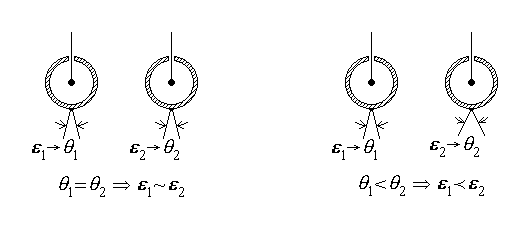 ε₁→θ₁ ε₂→θ₂
θ₁=θ₂ ⇒ ε₁~ε₂
ε₁→θ₁ ε₂→θ₂
θ₁<θ₂ ⇒ ε₁≺ε₂